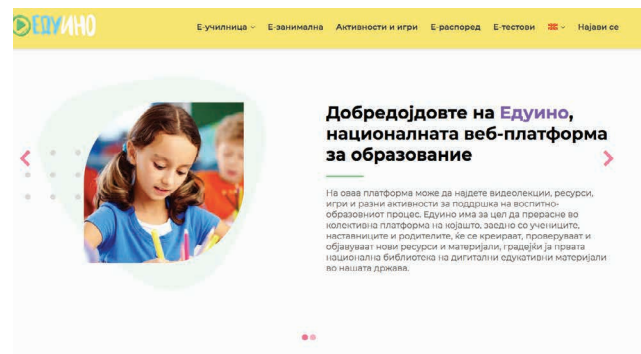 ЕДУИНО
Е-училница Е-занимална Активности и игри Е-распоред Е-тестови Најави се
Добредојдовте на Едуино,
националната веб-платформа
за образование
На оваа платформа може да најдете видеолекции, ресурси,
игри и разни активности за поддршка на воспитно-
образовниот процес. Едуино има за цел да прерасне во
колективна платформа на којашто, заедно со учениците,
наставниците и родителите, ќе се креираат, проверуваат и
објавуваат нови ресурси и материјали, градејќи ја првата
национална библиотека на дигитални едукативни материјали
во нашата држава.